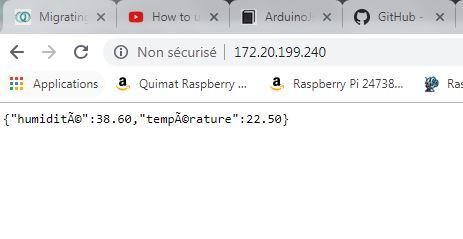 Migrating
How to u
ArduinoJ
GitHub -
Non sécurisé | 172.20.199.240
Applications Quimat Raspberry ... Raspberry Pi 24738... Ra
{"humiditÃ©":38.60,"tempÃ©rature":22.50}